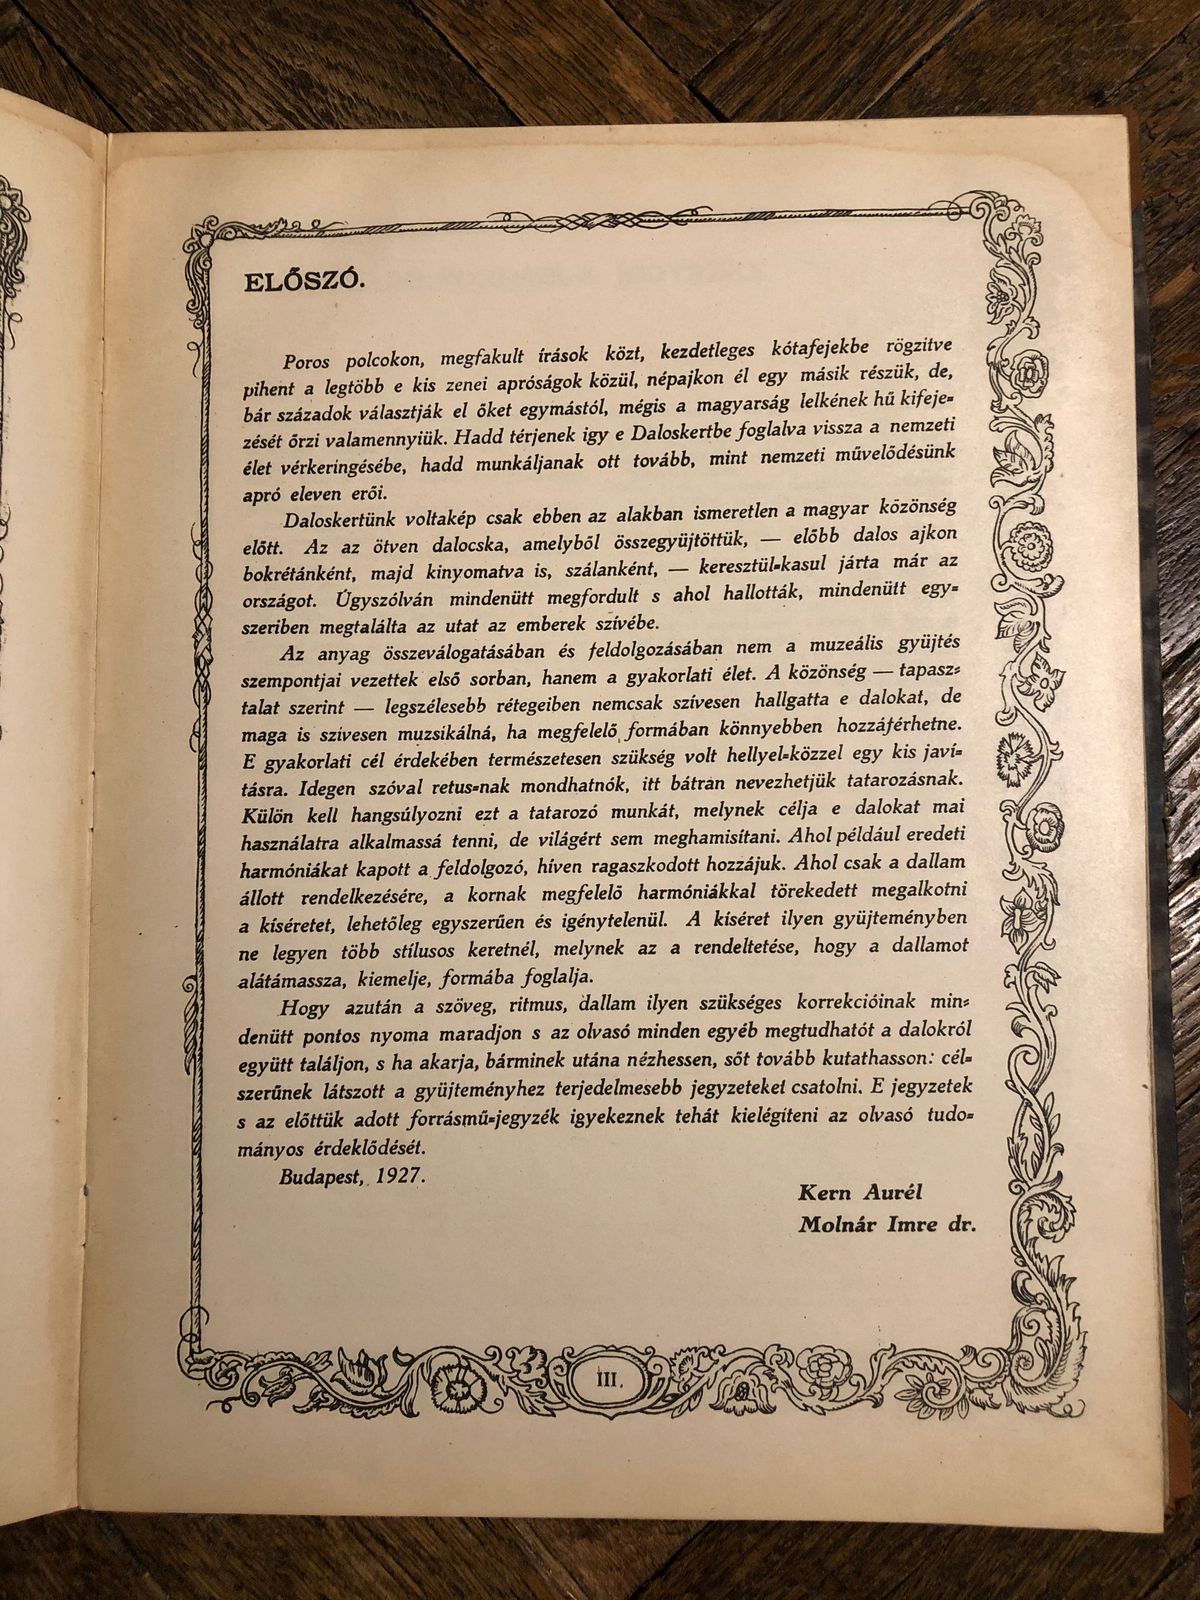 ELŐSZÓ.
Poros polcokon, megfakult írások közt, kezdetleges kótafejekbe rögzitve
pihent a legtöbb e kis zenei apróságok közül, népajkon él egy másik részük, de,
bár századok választják el őket egymástól, mégis a magyarság lelkének hű kifeje-
zését őrzi valamennyiük. Hadd térjenek igy e Daloskertbe foglalva vissza a nemzeti
élet vérkeringésébe, hadd munkáljanak ott tovább, mint nemzeti művelődésünk
apró eleven erői.
Daloskertünk voltakép csak ebben az alakban ismeretlen a magyar közönség
előtt. Az az ötven dalocska, amelyből összegyüjtöttük, — előbb dalos ajkon
bokrétánként, majd kinyomatva is, szálanként, — keresztül-kasul járta már az
országot. Úgyszólván mindenütt megfordult s ahol hallották, mindenütt egy-
szeriben megtalálta az utat az emberek szívébe.
Az anyag összeválogatásában és feldolgozásában nem a muzeális gyüjtés
szempontjai vezettek első sorban, hanem a gyakorlati élet. A közönség — tapasz-
talat szerint — legszélesebb rétegeiben nemcsak szívesen hallgatta e dalokat, de
maga is szivesen muzsikálná, ha megfelelő formában könnyebben hozzáférhetne.
E gyakorlati cél érdekében természetesen szükség volt hellyel-közzel egy kis javí-
tásra. Idegen szóval retus-nak mondhatnók, itt bátran nevezhetjük tatarozásnak.
Külön kell hangsúlyozni ezt a tatarozó munkát, melynek célja e dalokat mai
használatra alkalmassá tenni, de világért sem meghamisítani. Ahol például eredeti
harmóniákat kapott a feldolgozó, híven ragaszkodott hozzájuk. Ahol csak a dallam
állott rendelkezésére, a kornak megfelelő harmóniákkal törekedett megalkotni
a kíséretet, lehetőleg egyszerűen és igénytelenül. A kiséret ilyen gyüjteményben
ne legyen több stílusos keretnél, melynek az a rendeltetése, hogy a dallamot
alátámassza, kiemelje, formába foglalja.
Hogy azután a szöveg, ritmus, dallam ilyen szükséges korrekcióinak min-
denütt pontos nyoma maradjon s az olvasó minden egyéb megtudhatót a dalokról
együtt találjon, s ha akarja, bárminek utána nézhessen, sőt tovább kutathasson: cél-
szerűnek látszott a gyüjteményhez terjedelmesebb jegyzeteket csatolni. E jegyzetek
s az előttük adott forrásmű-jegyzék igyekeznek tehát kielégíteni az olvasó tudo-
mányos érdeklődését.
Budapest, 1927.
Kern Aurél
Molnár Imre dr.
III.